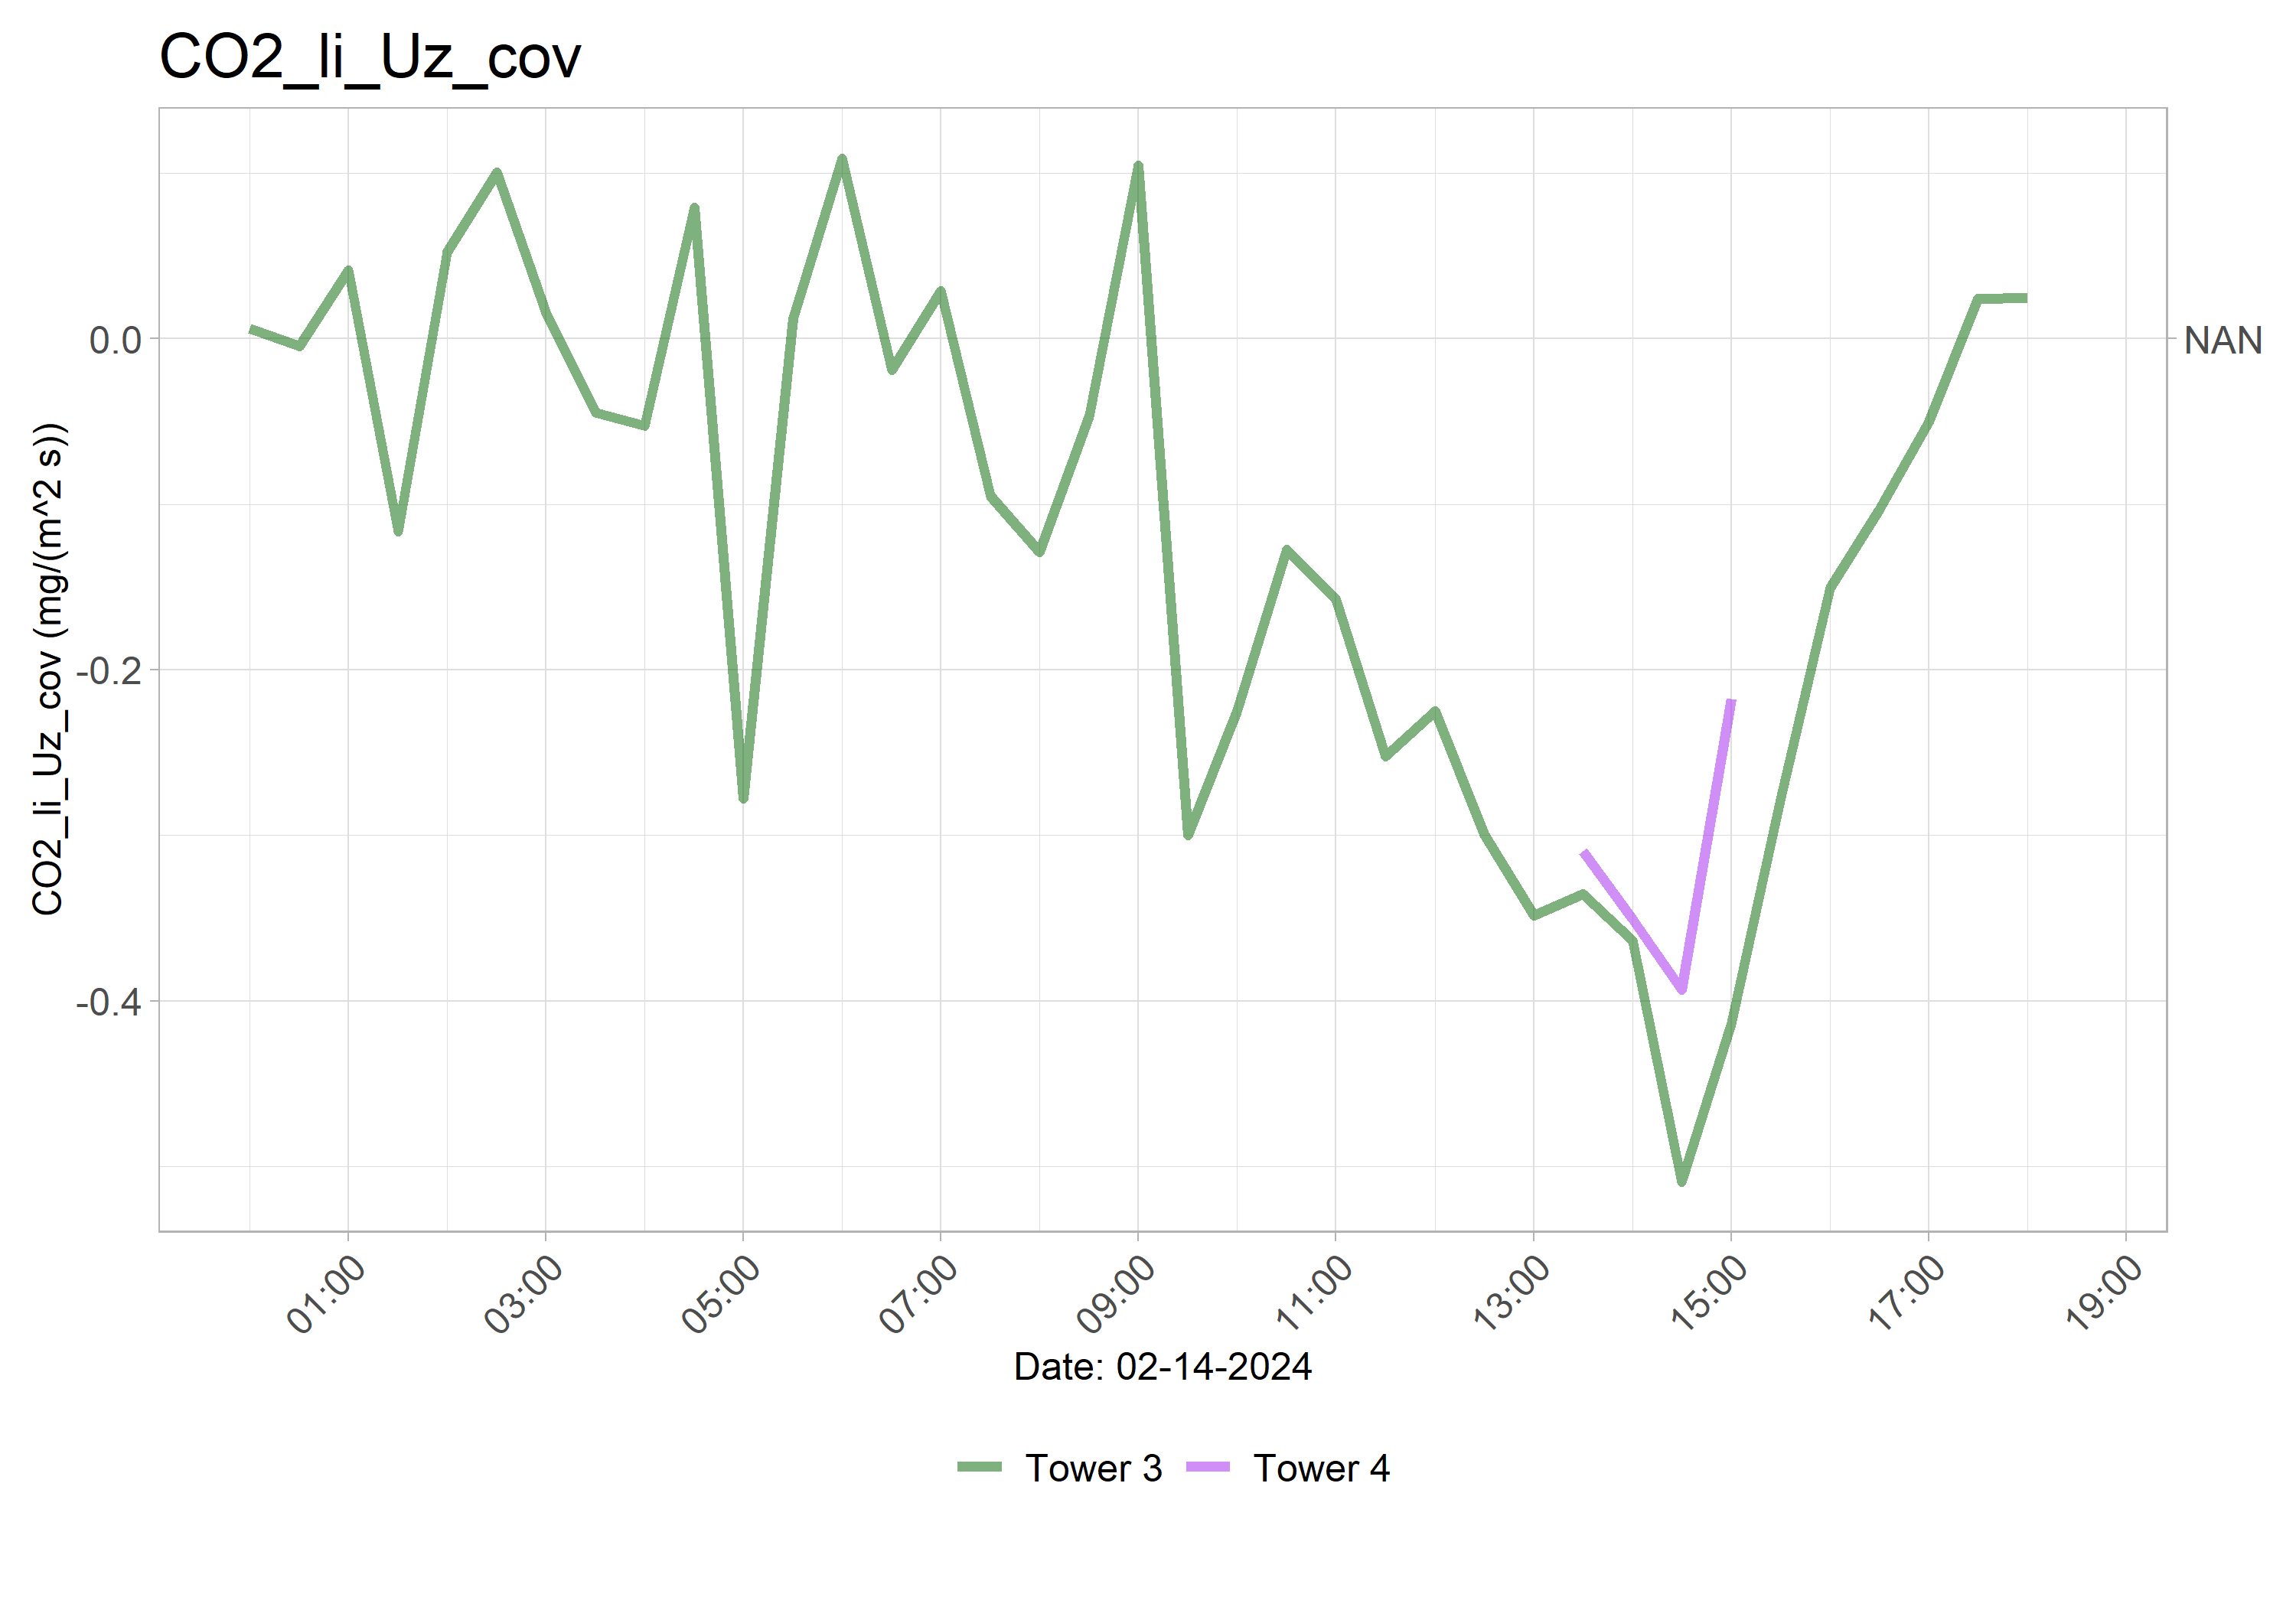 CO2_li_Uz_cov
CO2_li_Uz_cov (mg/(m^2 s))
0.0
-0.2
-0.4
NAN
01:00
03:00
05:00
07:00
09:00
11:00
13:00
15:00
17:00
19:00
Date: 02-14-2024
Tower 3
Tower 4